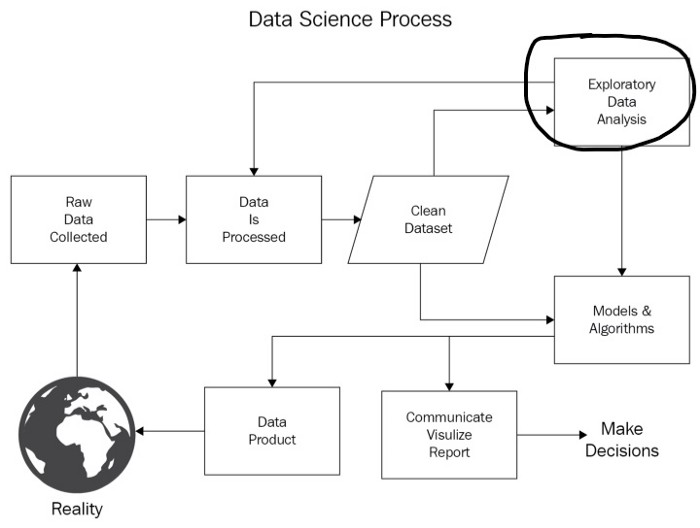 Data Science Process
Exploratory
Data
Analysis
Raw
Data
Collected
Data
Is
Processed
Clean
Dataset
Models &
Algorithms
Data
Product
Communicate
Visulize
Report
Make
Decisions
Reality